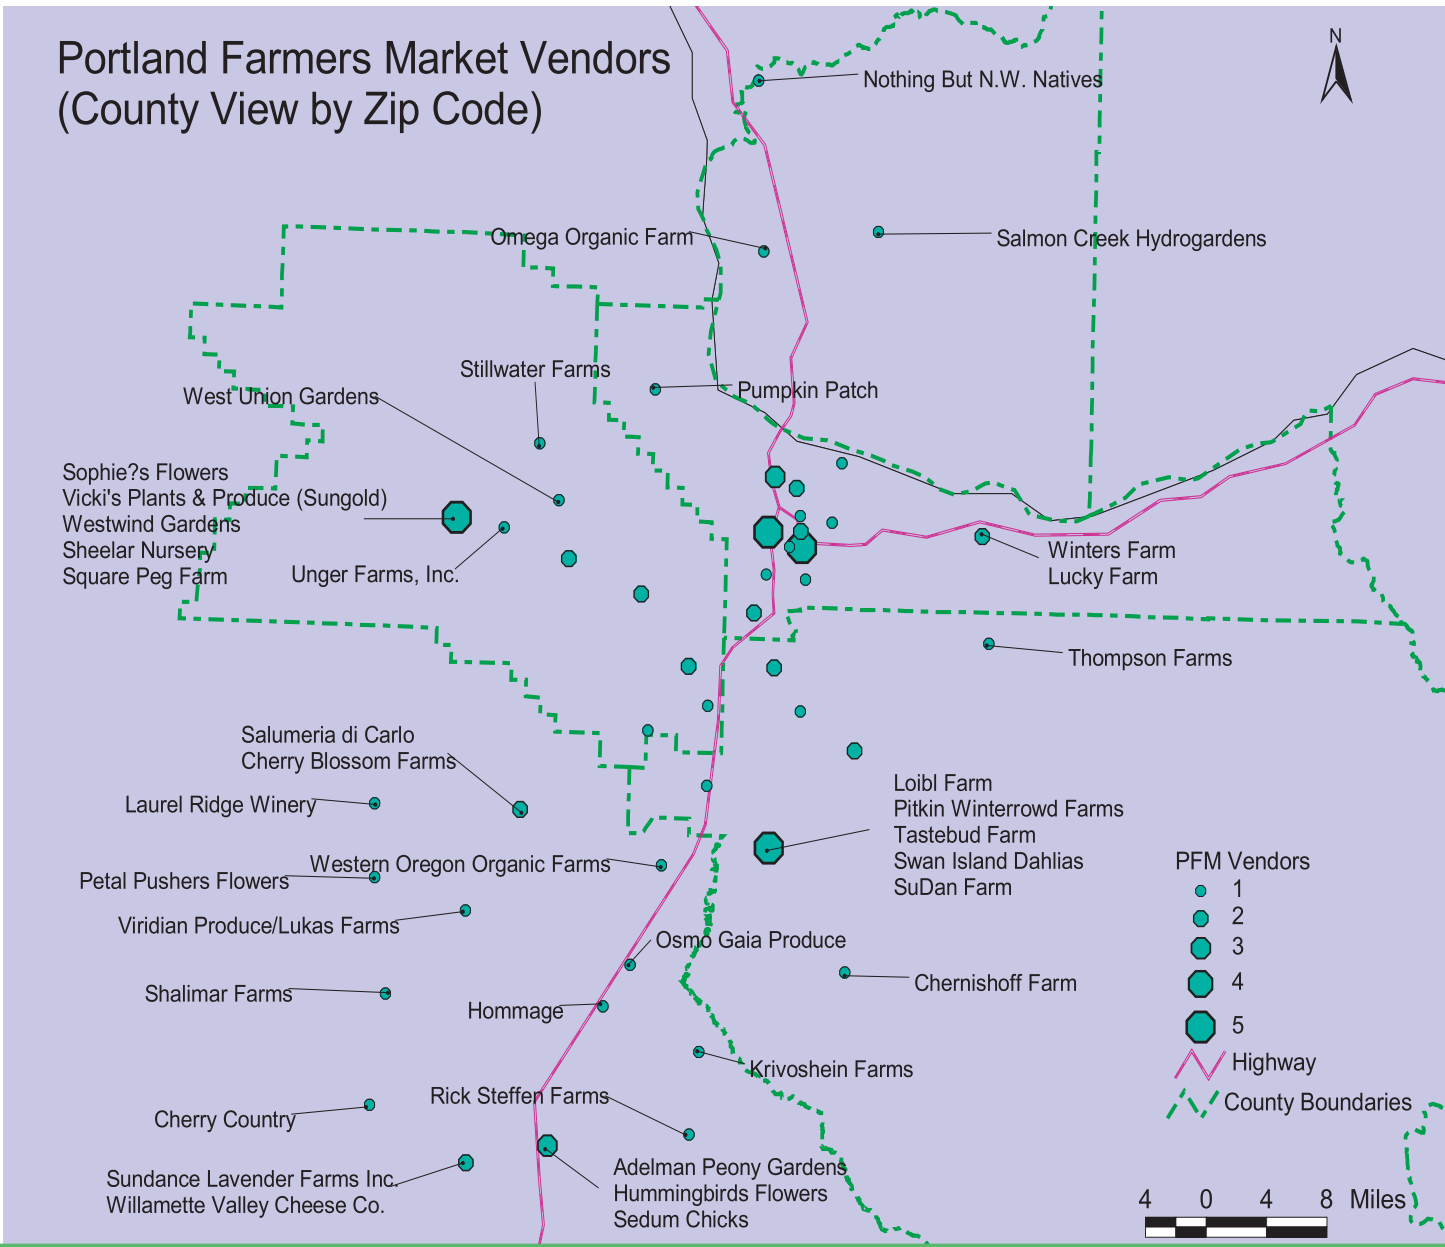 Portland Farmers Market Vendors
(County View by Zip Code)
N
Nothing But N.W. Natives
Omega Organic Farm
Salmon Creek Hydrogardens
Stillwater Farms
West Union Gardens
Pumpkin Patch
Sophie?s Flowers
Vicki's Plants & Produce (Sungold)
Westwind Gardens
Sheelar Nursery
Square Peg Farm
Unger Farms, Inc.
Winters Farm
Lucky Farm
Thompson Farms
Salumeria di Carlo
Cherry Blossom Farms
Laurel Ridge Winery
Loibl Farm
Pitkin Winterrowd Farms
Tastebud Farm
Swan Island Dahlias
SuDan Farm
Western Oregon Organic Farms
Petal Pushers Flowers
Viridian Produce/Lukas Farms
Osmo Gaia Produce
Shalimar Farms
Hommage
Chernishoff Farm
Krivoshein Farms
Rick Steffen Farms
Cherry Country
Sundance Lavender Farms Inc.
Willamette Valley Cheese Co.
Adelman Peony Gardens
Hummingbirds Flowers
Sedum Chicks
PFM Vendors
1
2
3
4
5
Highway
County Boundaries
4 0 4 8 Miles